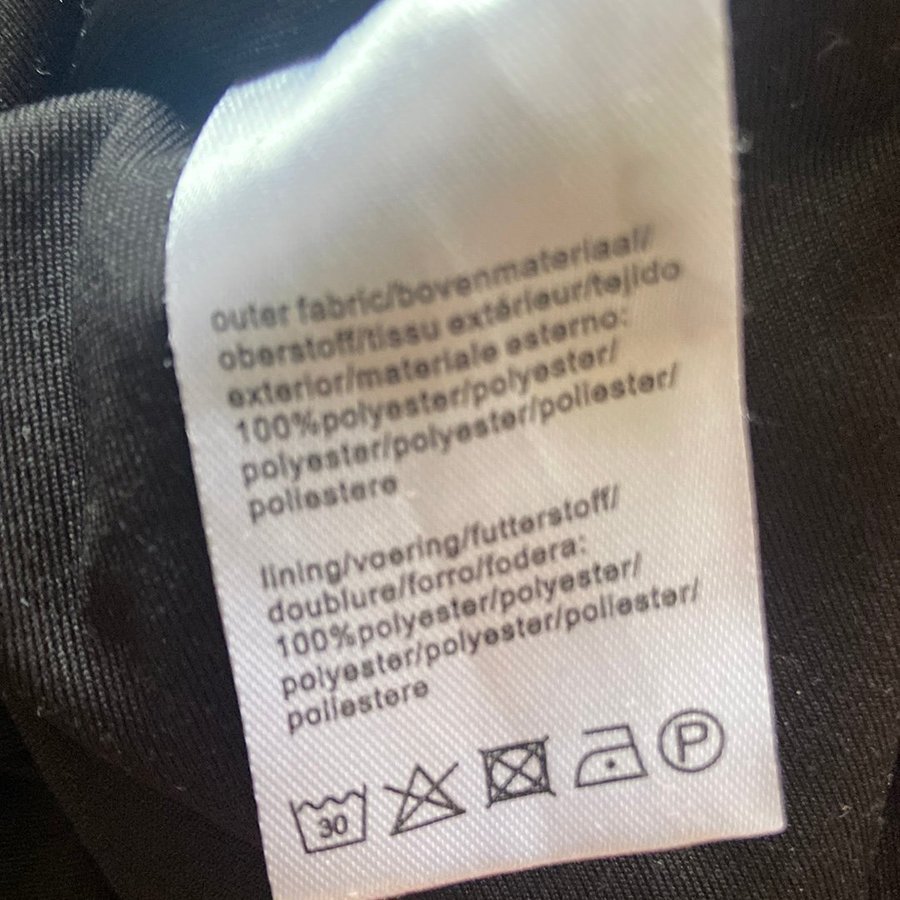 outer fabric/bovenmateriaal/
oberstoff/tissu extérieur/tejido
exterior/materiale esterno:
100%polyester/polyester/
polyester/polyester/poliester/
poliestere
lining/voering/futterstoff/
doublure/forro/fodera:
100%polyester/polyester/
polyester/polyester/poliester/
poliestere
30 P